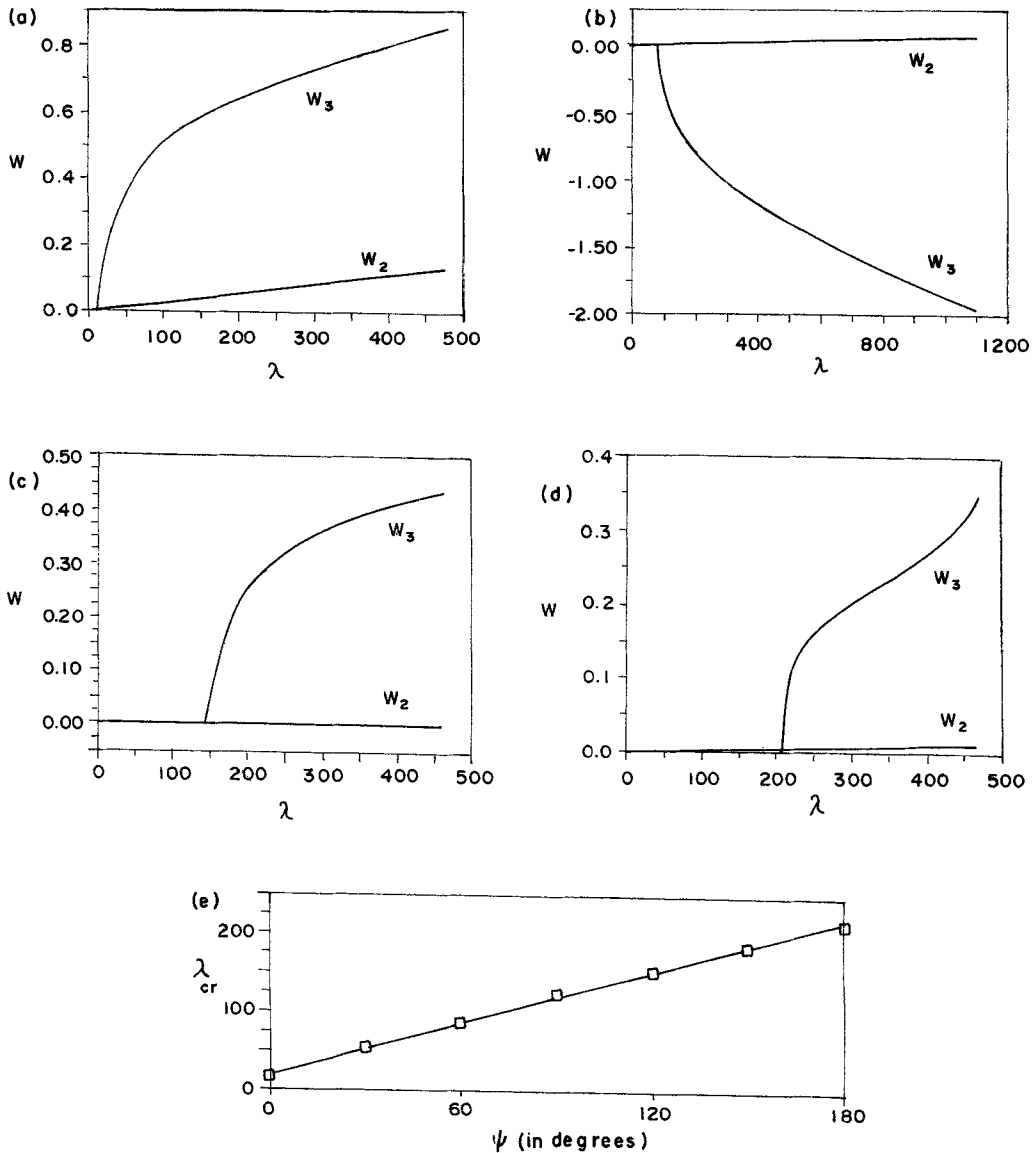 (a)
0.8
0.6
W
0.4
0.2
0.0
W3
W2
0 100 200 300 400 500
λ
(b)
0.00
-0.50
W
-1.00
-1.50
-2.00
W2
W3
0 400 800 1200
λ
(c)
0.50
0.40
0.30
W
0.20
0.10
0.00
W3
W2
0 100 200 300 400 500
λ
(d)
0.4
0.3
W
0.2
0.1
0.0
W3
W2
0 100 200 300 400 500
λ
(e)
200
λcr
100
0
0 60 120 180
ψ (in degrees)